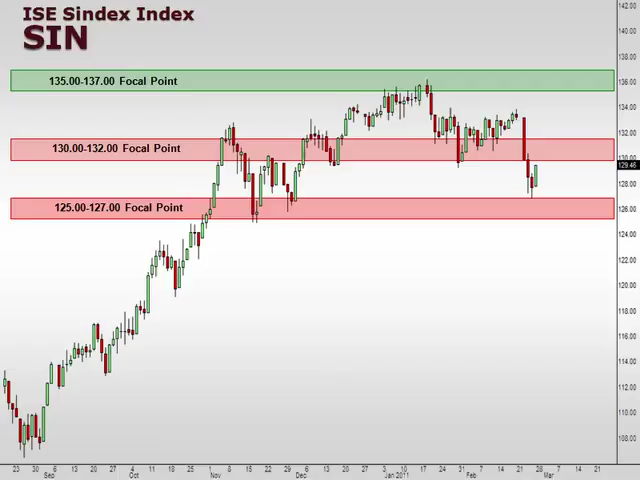 ISE Sindex Index
SIN
142.00
140.00
138.00
136.00
135.00-137.00 Focal Point
134.00
132.00
130.00-132.00 Focal Point
130.00
129.46
128.00
126.00
125.00-127.00 Focal Point
124.00
122.00
120.00
118.00
116.00
114.00
112.00
110.00
108.00
23 30 6 13 20 27 4 11 18 25 1 8 15 22 29 6 13 20 27 3 10 17 24 31 7 14 21 28 7 14 21
Sep Oct Nov Dec Jan 2011 Feb Mar